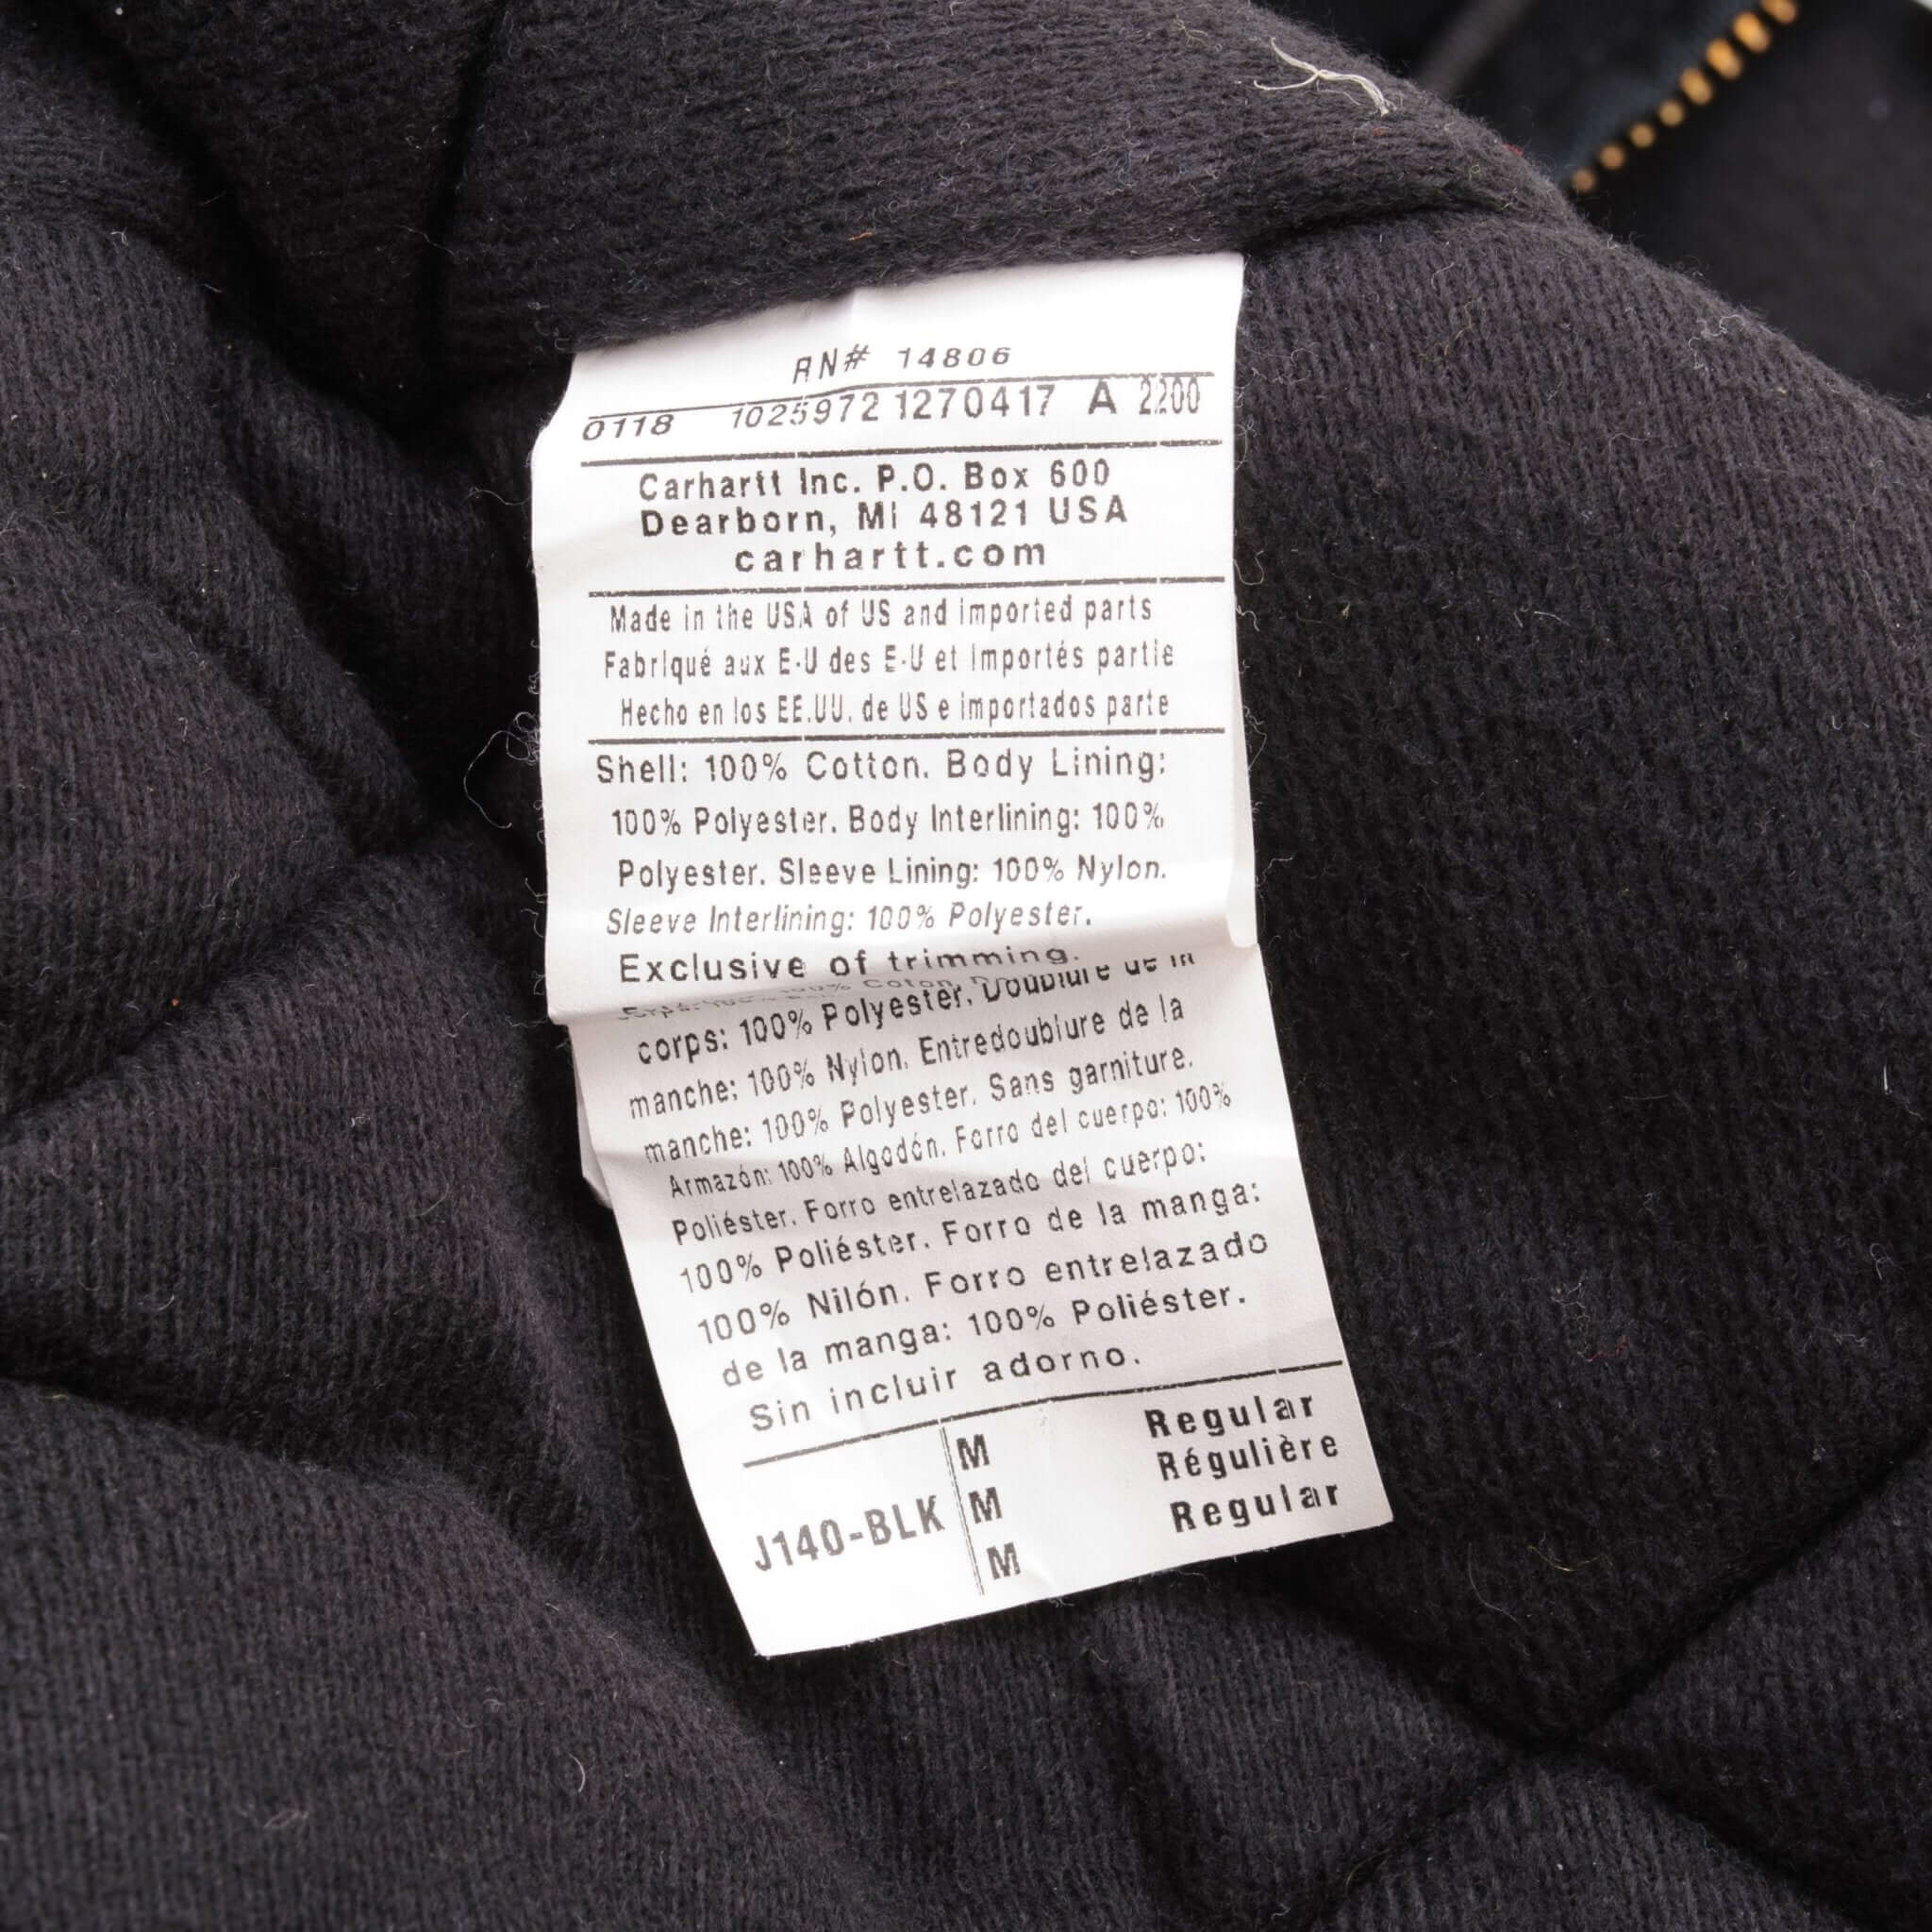 RN# 14806
0118 1025972 1270417 A 2200
Carhartt Inc. P.O. Box 600
Dearborn, MI 48121 USA
carhartt.com
Made in the USA of US and imported parts
Fabriqué aux E-U des E-U et importés partie
Hecho en los EE.UU. de US e importados parte
Shell: 100% Cotton. Body Lining:
100% Polyester. Body Interlining: 100%
Polyester. Sleeve Lining: 100% Nylon.
Sleeve Interlining: 100% Polyester.
Exclusive of trimming.
corps: 100% Polyester. Doublure de la
manche: 100% Nylon. Entredoublure de la
manche: 100% Polyester. Sans garniture.
Armazón: 100% Algodón. Forro del cuerpo: 100%
Poliéster. Forro entrelazado del cuerpo:
100% Poliéster. Forro de la manga:
100% Nilón. Forro entrelazado
de la manga: 100% Poliéster.
Sin incluir adorno.
M Regular
M Régulière
J140-BLK
M Regular